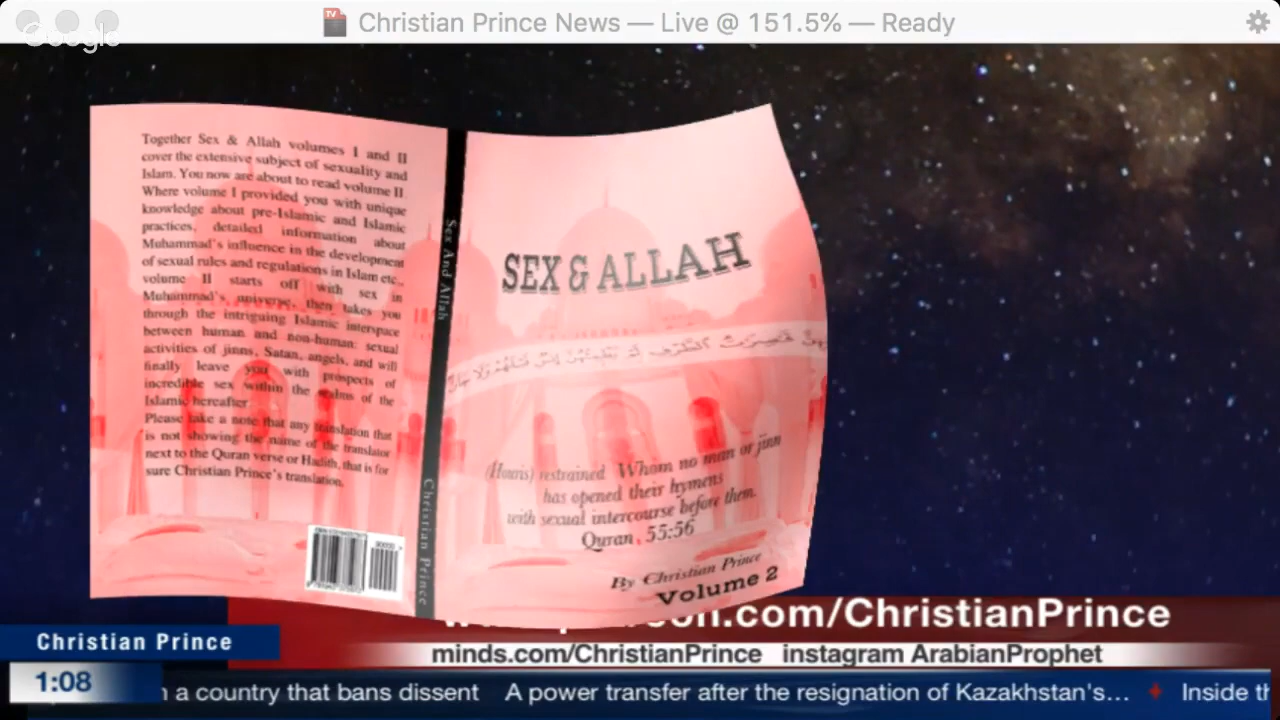 Christian Prince News — Live @ 151.5% — Ready
TV
Google
Together Sex & Allah volumes I and II
cover the extensive subject of sexuality and
Islam. You now are about to read volume II.
Where volume I provided you with unique
knowledge about pre-Islamic and Islamic
practices, detailed information about
Muhammad's influence in the development
of sexual rules and regulations in Islam etc.,
volume II starts off with sex in
Muhammad's universe, then takes you
through the intriguing Islamic interspace
between human and non-human: sexual
activities of jinns, Satan, angels, and will
finally leave you with prospects of
incredible sex within the realms of the
Islamic hereafter
Please take a note that any translation that
is not showing the name of the translator
next to the Quran verse or Hadith, that is for
sure Christian Prince's translation.
Sex And Allah
Christian Prince
SEX & ALLAH
(Houris) restrained Whom no man or jinn
has opened their hymens
with sexual intercourse before them.
Quran, 55:56
By Christian Prince
Volume 2
.com/ChristianPrince
Christian Prince
minds.com/ChristianPrince instagram ArabianProphet
1:08
a country that bans dissent A power transfer after the resignation of Kazakhstan's... Inside